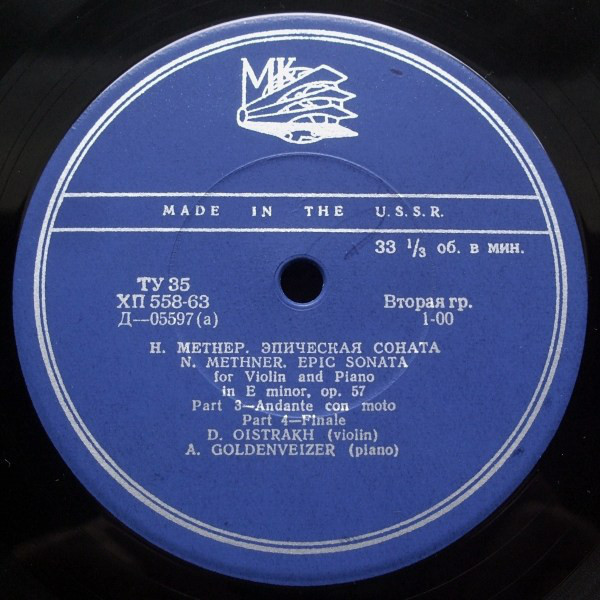 МК
MADE IN THE U.S.S.R.
33 1/3 об. в мин.
ТУ 35
ХП 558-63
Вторая гр.
Д—05597(а)
1-00
Н. МЕТНЕР. ЭПИЧЕСКАЯ СОНАТА
N. METHNER. EPIC SONATA
for Violin and Piano
in E minor, op. 57
Part 3—Andante con moto
Part 4—Finale
D. OISTRAKH (violin)
A. GOLDENVEIZER (piano)